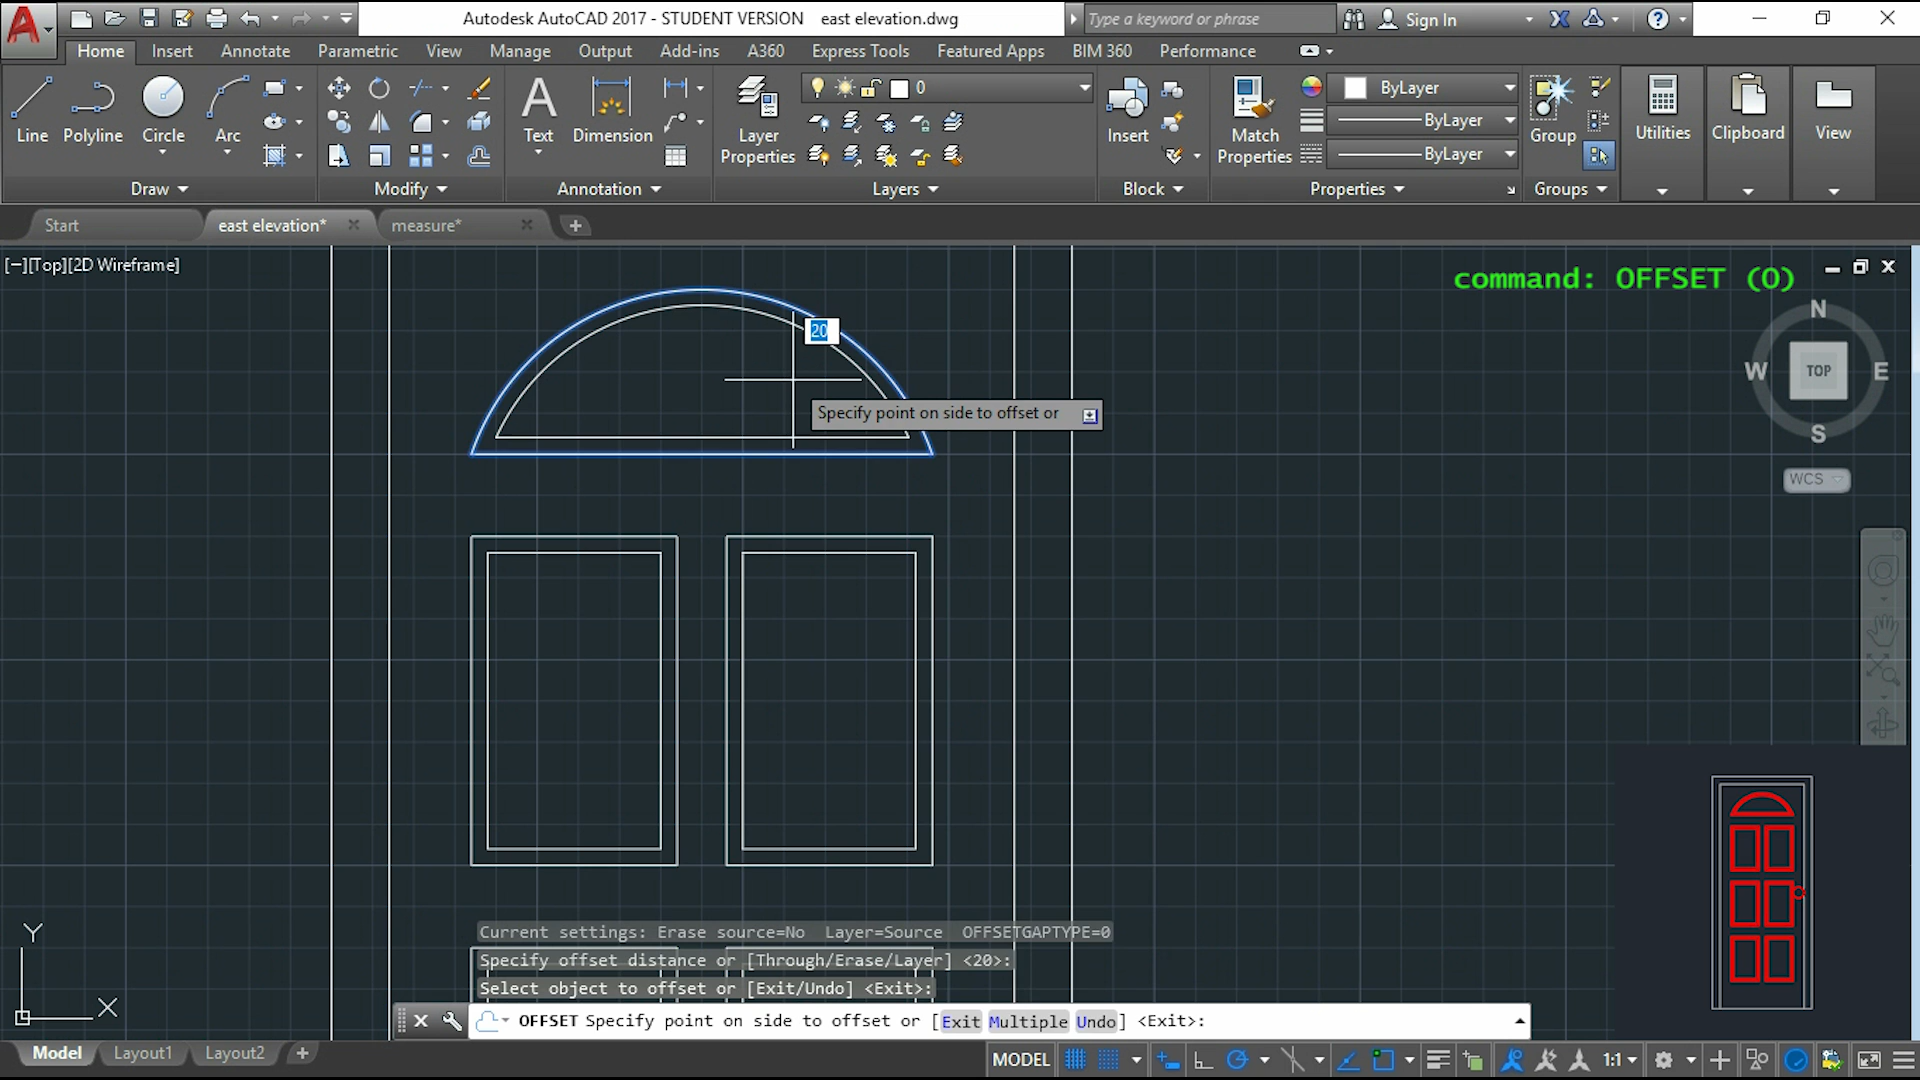 Autodesk AutoCAD 2017 - STUDENT VERSION east elevation.dwg
Type a keyword or phrase
Sign In
Home Insert Annotate Parametric View Manage Output Add-ins A360 Express Tools Featured Apps BIM 360 Performance
0
ByLayer
Line Polyline Circle Arc
Text Dimension
Layer Properties
Insert
Match Properties
ByLayer
ByLayer
Group
Utilities
Clipboard
View
Draw
Modify
Annotation
Layers
Block
Properties
Groups
Start
east elevation*
measure*
[−][Top][2D Wireframe]
command: OFFSET (O)
N
W TOP E
S
WCS
20
Specify point on side to offset or
Y
X
Current settings: Erase source=No Layer=Source OFFSETGAPTYPE=0
Specify offset distance or [Through/Erase/Layer] <20>:
Select object to offset or [Exit/Undo] <Exit>:
OFFSET Specify point on side to offset or [Exit Multiple Undo] <Exit>:
Model Layout1 Layout2
MODEL
1:1